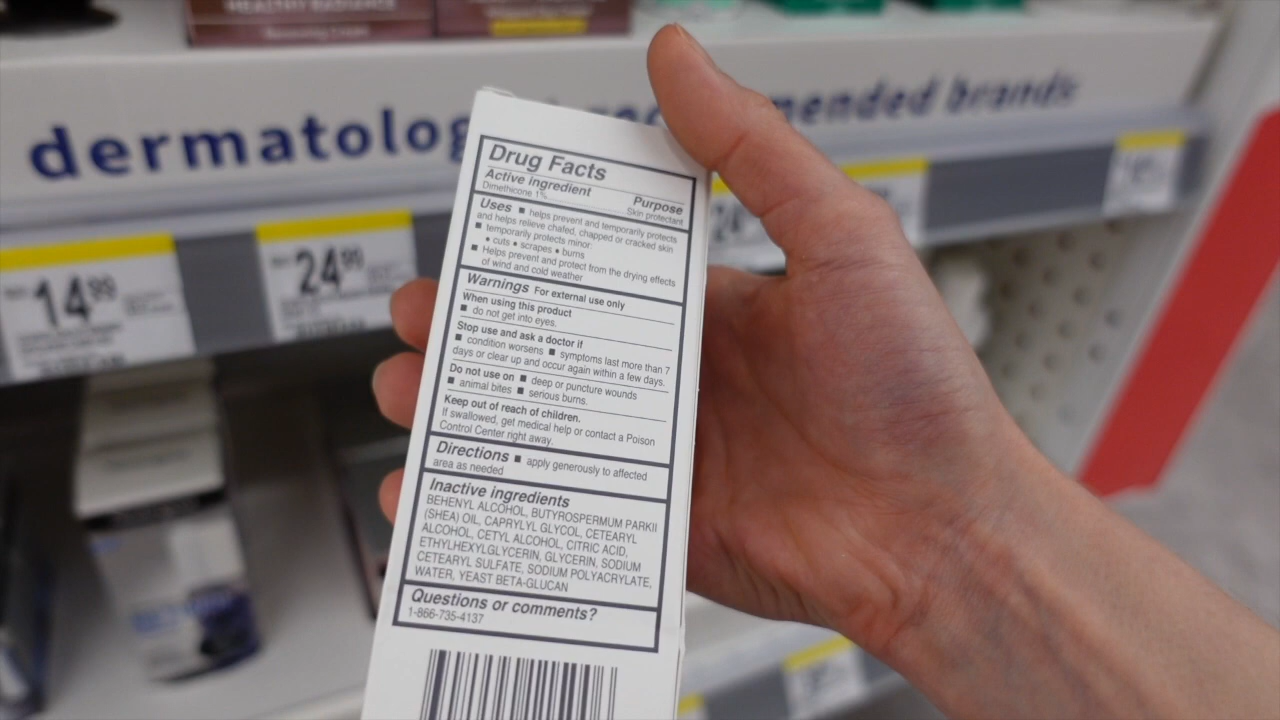 HEALTHY RADIANCE
dermatolog
mended brands
14⁹⁹
24⁹⁹
24
Drug Facts
Active ingredient Purpose
Dimethicone 1% Skin protectant
Uses ■ helps prevent and temporarily protects
and helps relieve chafed, chapped or cracked skin
■ temporarily protects minor:
• cuts • scrapes • burns
■ Helps prevent and protect from the drying effects
of wind and cold weather
Warnings For external use only
When using this product
■ do not get into eyes.
Stop use and ask a doctor if
■ condition worsens ■ symptoms last more than 7
days or clear up and occur again within a few days.
Do not use on ■ deep or puncture wounds
■ animal bites ■ serious burns.
Keep out of reach of children.
If swallowed, get medical help or contact a Poison
Control Center right away.
Directions ■ apply generously to affected
area as needed
Inactive ingredients
BEHENYL ALCOHOL, BUTYROSPERMUM PARKII
(SHEA) OIL, CAPRYLYL GLYCOL, CETEARYL
ALCOHOL, CETYL ALCOHOL, CITRIC ACID,
ETHYLHEXYLGLYCERIN, GLYCERIN, SODIUM
CETEARYL SULFATE, SODIUM POLYACRYLATE,
WATER, YEAST BETA-GLUCAN
Questions or comments?
1-866-735-4137